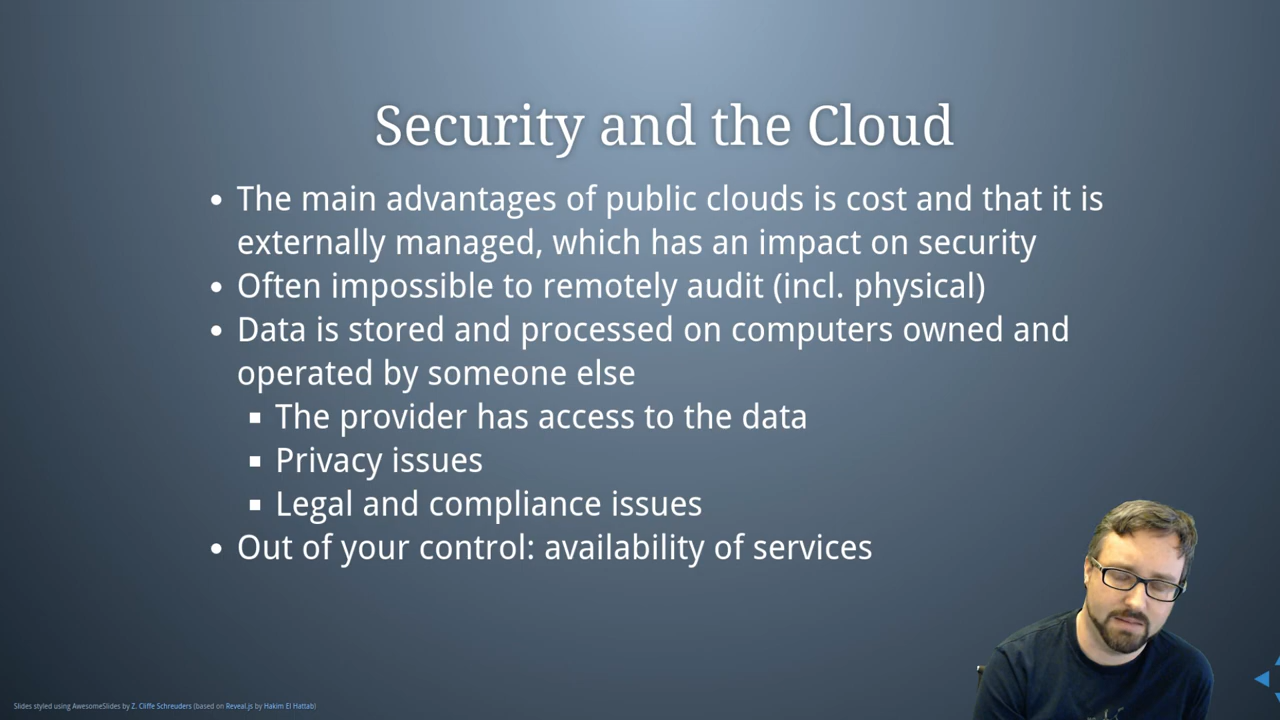 Security and the Cloud
• The main advantages of public clouds is cost and that it is
externally managed, which has an impact on security
• Often impossible to remotely audit (incl. physical)
• Data is stored and processed on computers owned and
operated by someone else
▪ The provider has access to the data
▪ Privacy issues
▪ Legal and compliance issues
• Out of your control: availability of services
Slides styled using AwesomeSlides by Z. Cliffe Schreuders (based on Reveal.js by Hakim El Hattab)